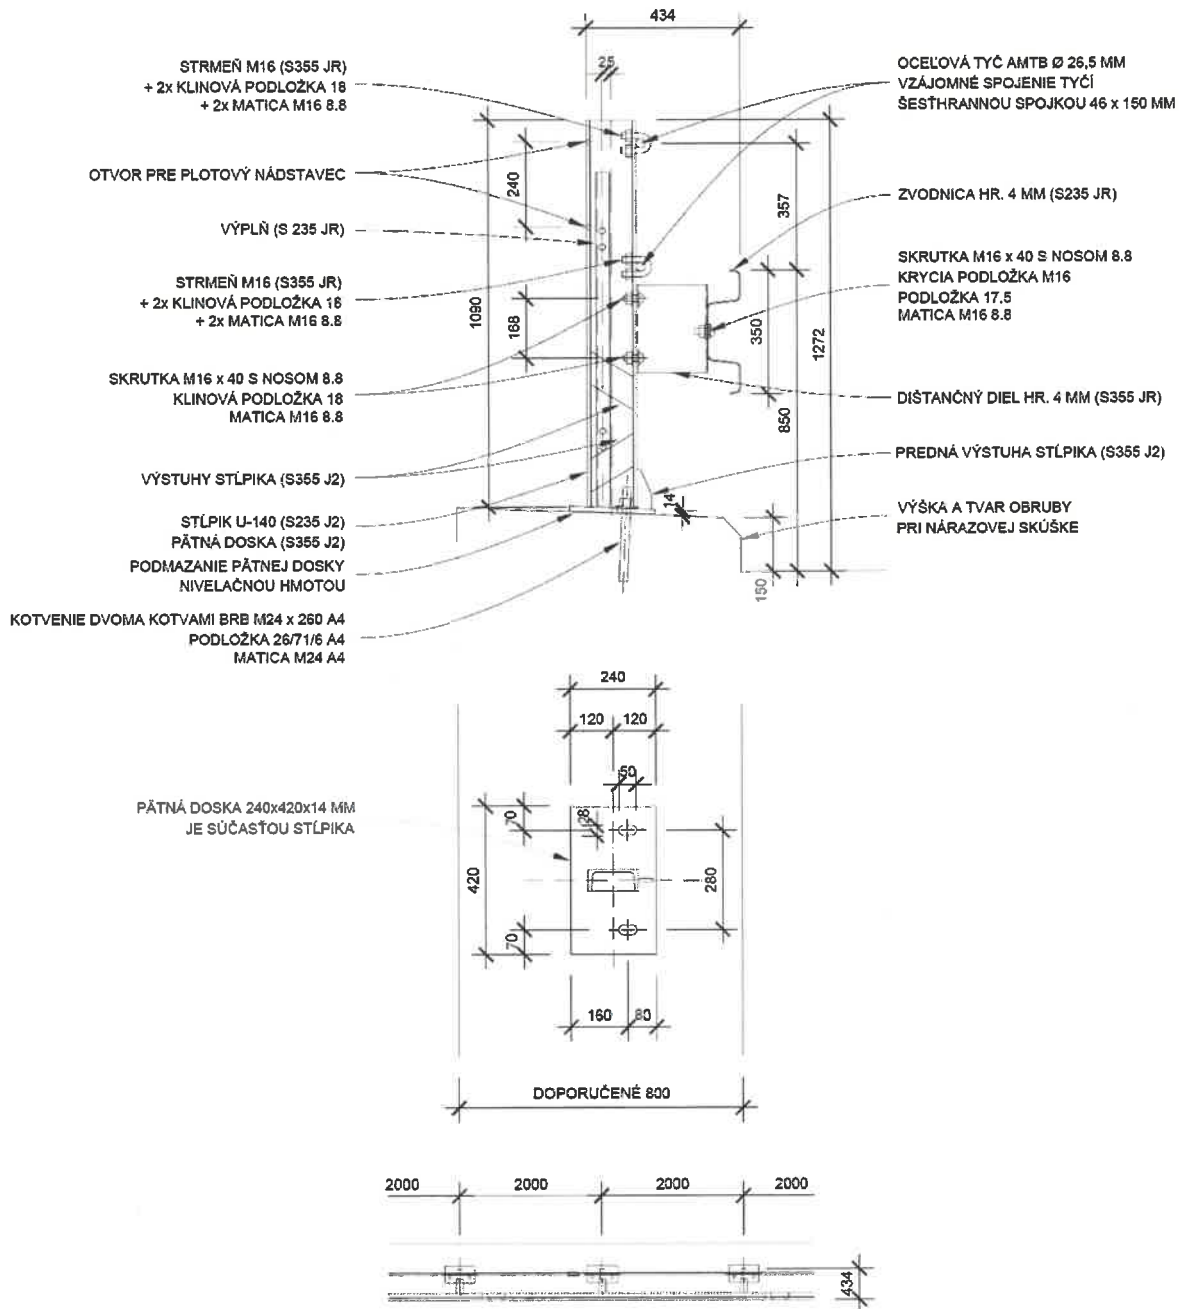 434
25
STRMEŇ M16 (S355 JR)
+ 2x KLINOVÁ PODLOŽKA 18
+ 2x MATICA M16 8.8
OCEĽOVÁ TYČ AMTB Ø 26,5 MM
VZÁJOMNÉ SPOJENIE TYČÍ
ŠESŤHRANNOU SPOJKOU 46 x 150 MM
OTVOR PRE PLOTOVÝ NÁDSTAVEC
240
357
ZVODNICA HR. 4 MM (S235 JR)
VÝPLŇ (S 235 JR)
SKRUTKA M16 x 40 S NOSOM 8.8
KRYCIA PODLOŽKA M16
PODLOŽKA 17,5
MATICA M16 8.8
STRMEŇ M16 (S355 JR)
+ 2x KLINOVÁ PODLOŽKA 18
+ 2x MATICA M16 8.8
1090
168
350
1272
850
SKRUTKA M16 x 40 S NOSOM 8.8
KLINOVÁ PODLOŽKA 18
MATICA M16 8.8
DIŠTANČNÝ DIEL HR. 4 MM (S355 JR)
VÝSTUHY STĹPIKA (S355 J2)
PREDNÁ VÝSTUHA STĹPIKA (S355 J2)
14
STĹPIK U-140 (S235 J2)
PÄTNÁ DOSKA (S355 J2)
VÝŠKA A TVAR OBRUBY
PRI NÁRAZOVEJ SKÚŠKE
PODMAZANIE PÄTNEJ DOSKY
NIVELAČNOU HMOTOU
150
KOTVENIE DVOMA KOTVAMI BRB M24 x 260 A4
PODLOŽKA 26/71/6 A4
MATICA M24 A4
240
120
120
50
PÄTNÁ DOSKA 240x420x14 MM
JE SÚČASŤOU STĹPIKA
70
28
420
280
70
160
80
DOPORUČENÉ 800
2000
2000
2000
2000
434